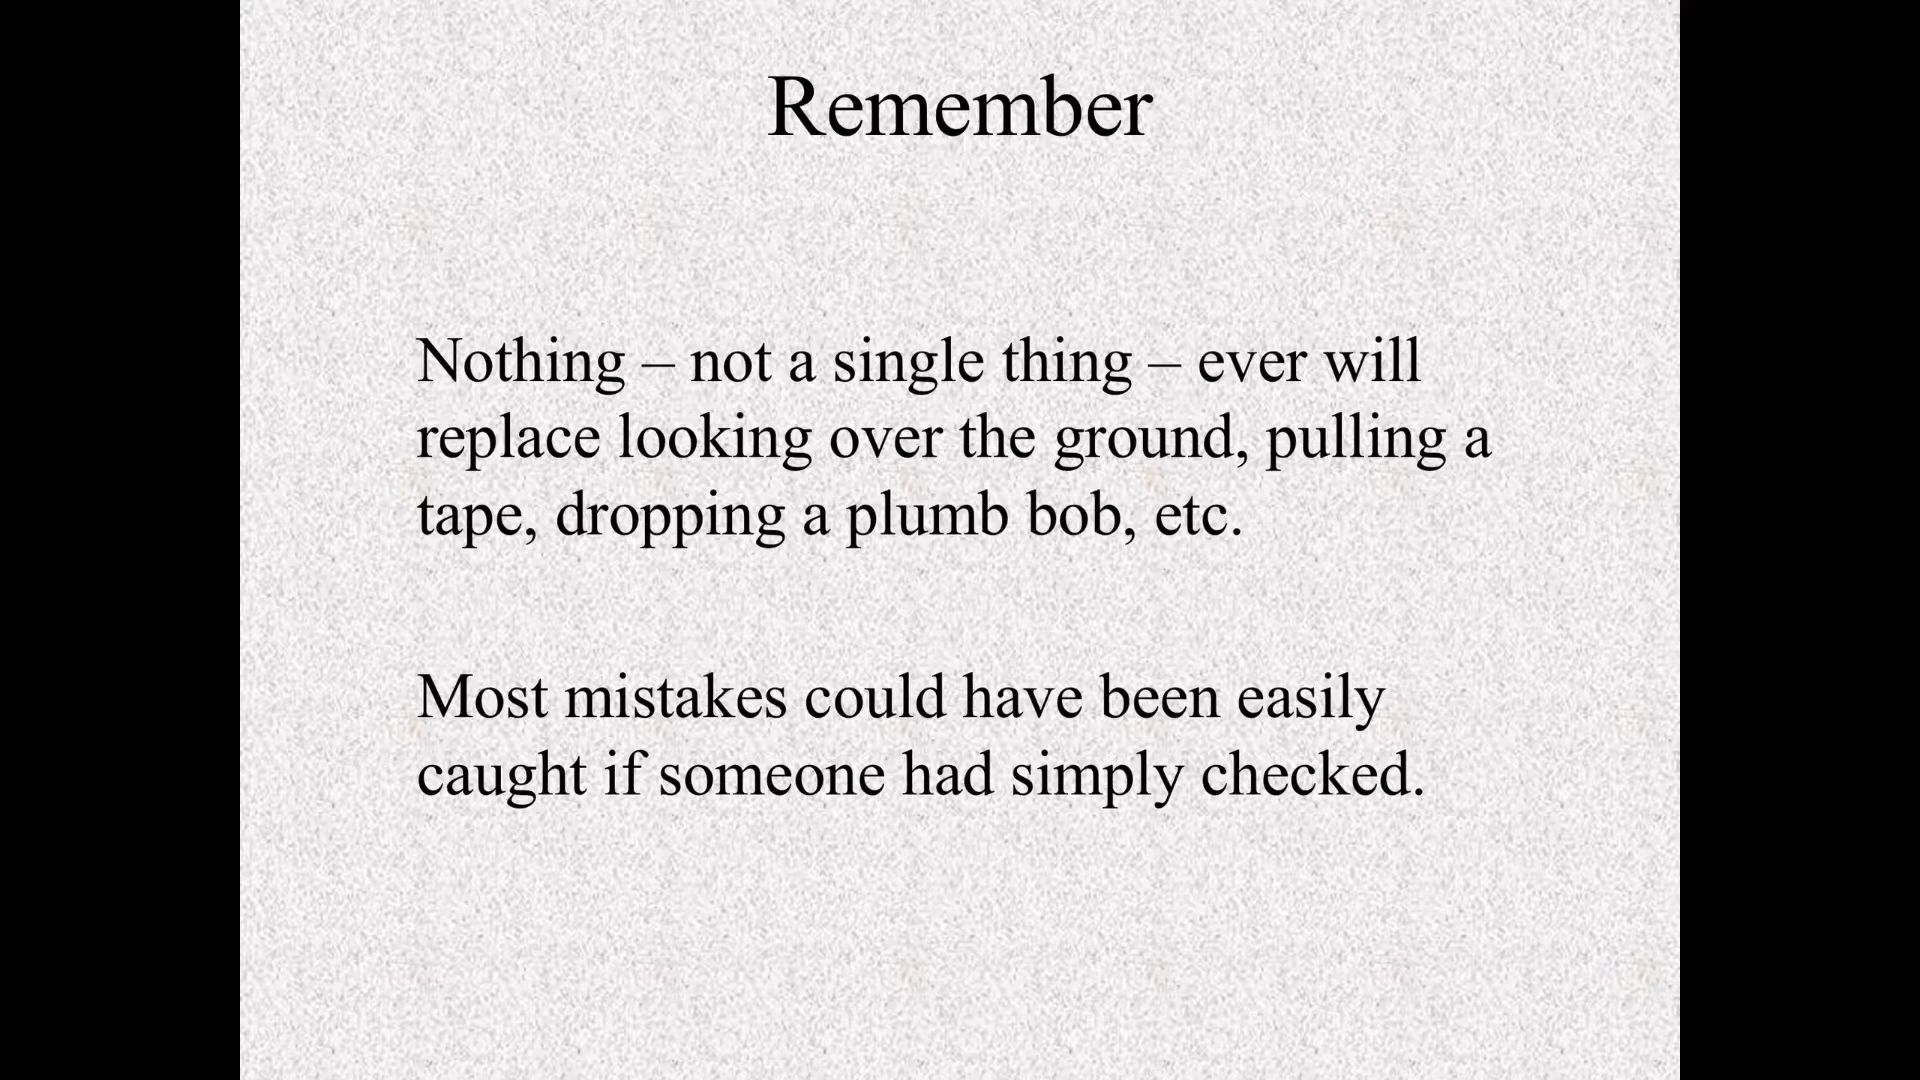 Remember
Nothing – not a single thing – ever will
replace looking over the ground, pulling a
tape, dropping a plumb bob, etc.
Most mistakes could have been easily
caught if someone had simply checked.